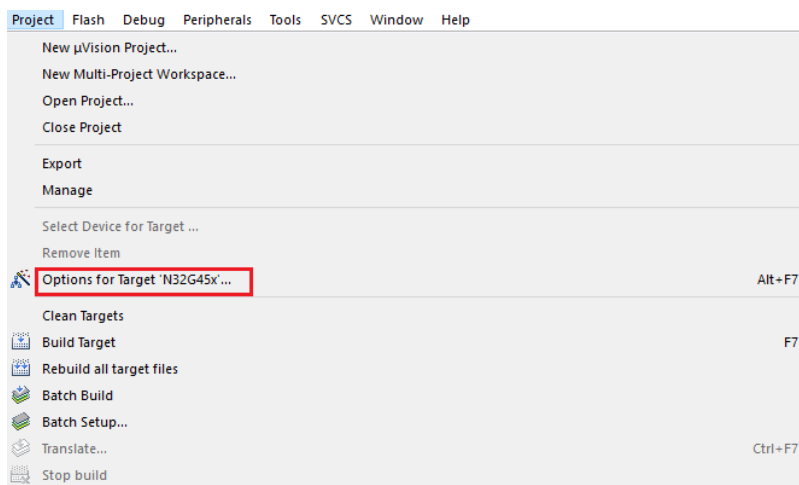 Project Flash Debug Peripherals Tools SVCS Window Help
New µVision Project...
New Multi-Project Workspace...
Open Project...
Close Project
Export
Manage
Select Device for Target ...
Remove Item
Options for Target 'N32G45x'... Alt+F7
Clean Targets
Build Target F7
Rebuild all target files
Batch Build
Batch Setup...
Translate... Ctrl+F7
Stop build